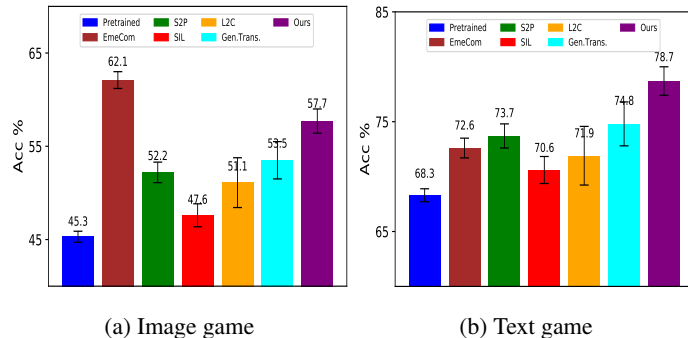 Pretrained
EmeCom
S2P
SIL
L2C
Gen.Trans.
Ours
Acc %
65
55
45
45.3
62.1
52.2
47.6
51.1
53.5
57.7
(a) Image game
Pretrained
EmeCom
S2P
SIL
L2C
Gen.Trans.
Ours
Acc %
85
75
65
68.3
72.6
73.7
70.6
71.9
74.8
78.7
(b) Text game